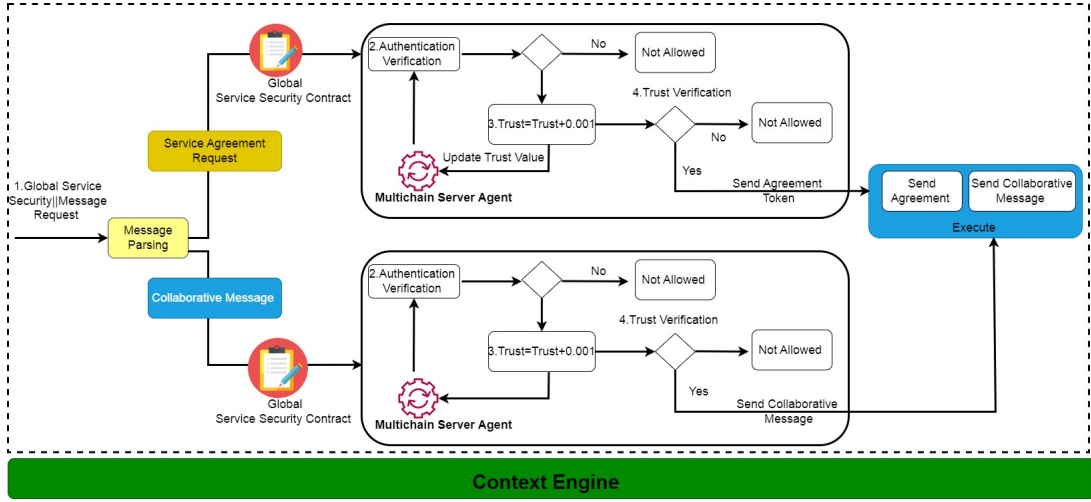 1.Global Service
Security||Message
Request
Message
Parsing
Service Agreement
Request
Global
Service Security Contract
2.Authentication
Verification
No
Not Allowed
3.Trust=Trust+0.001
Update Trust Value
Multichain Server Agent
4.Trust Verification
No
Not Allowed
Yes
Send Agreement
Token
Collaborative Message
Global
Service Security Contract
2.Authentication
Verification
No
Not Allowed
3.Trust=Trust+0.001
Multichain Server Agent
4.Trust Verification
Not Allowed
Yes
Send Collaborative
Message
Send
Agreement
Send Collaborative
Message
Execute
Context Engine